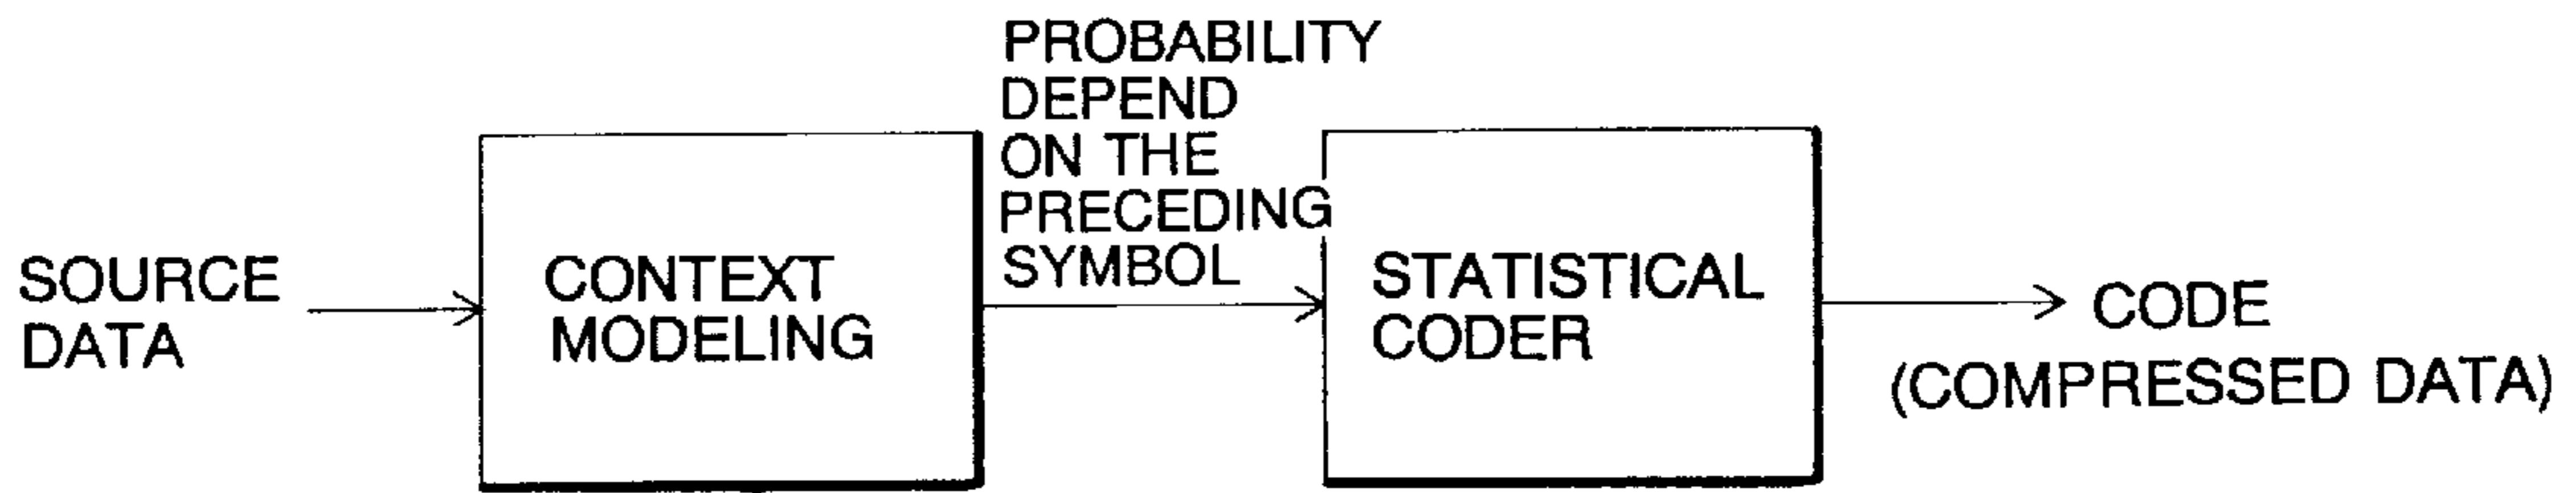 SOURCE
DATA
CONTEXT
MODELING
PROBABILITY
DEPEND
ON THE
PRECEDING
SYMBOL
STATISTICAL
CODER
CODE
(COMPRESSED DATA)